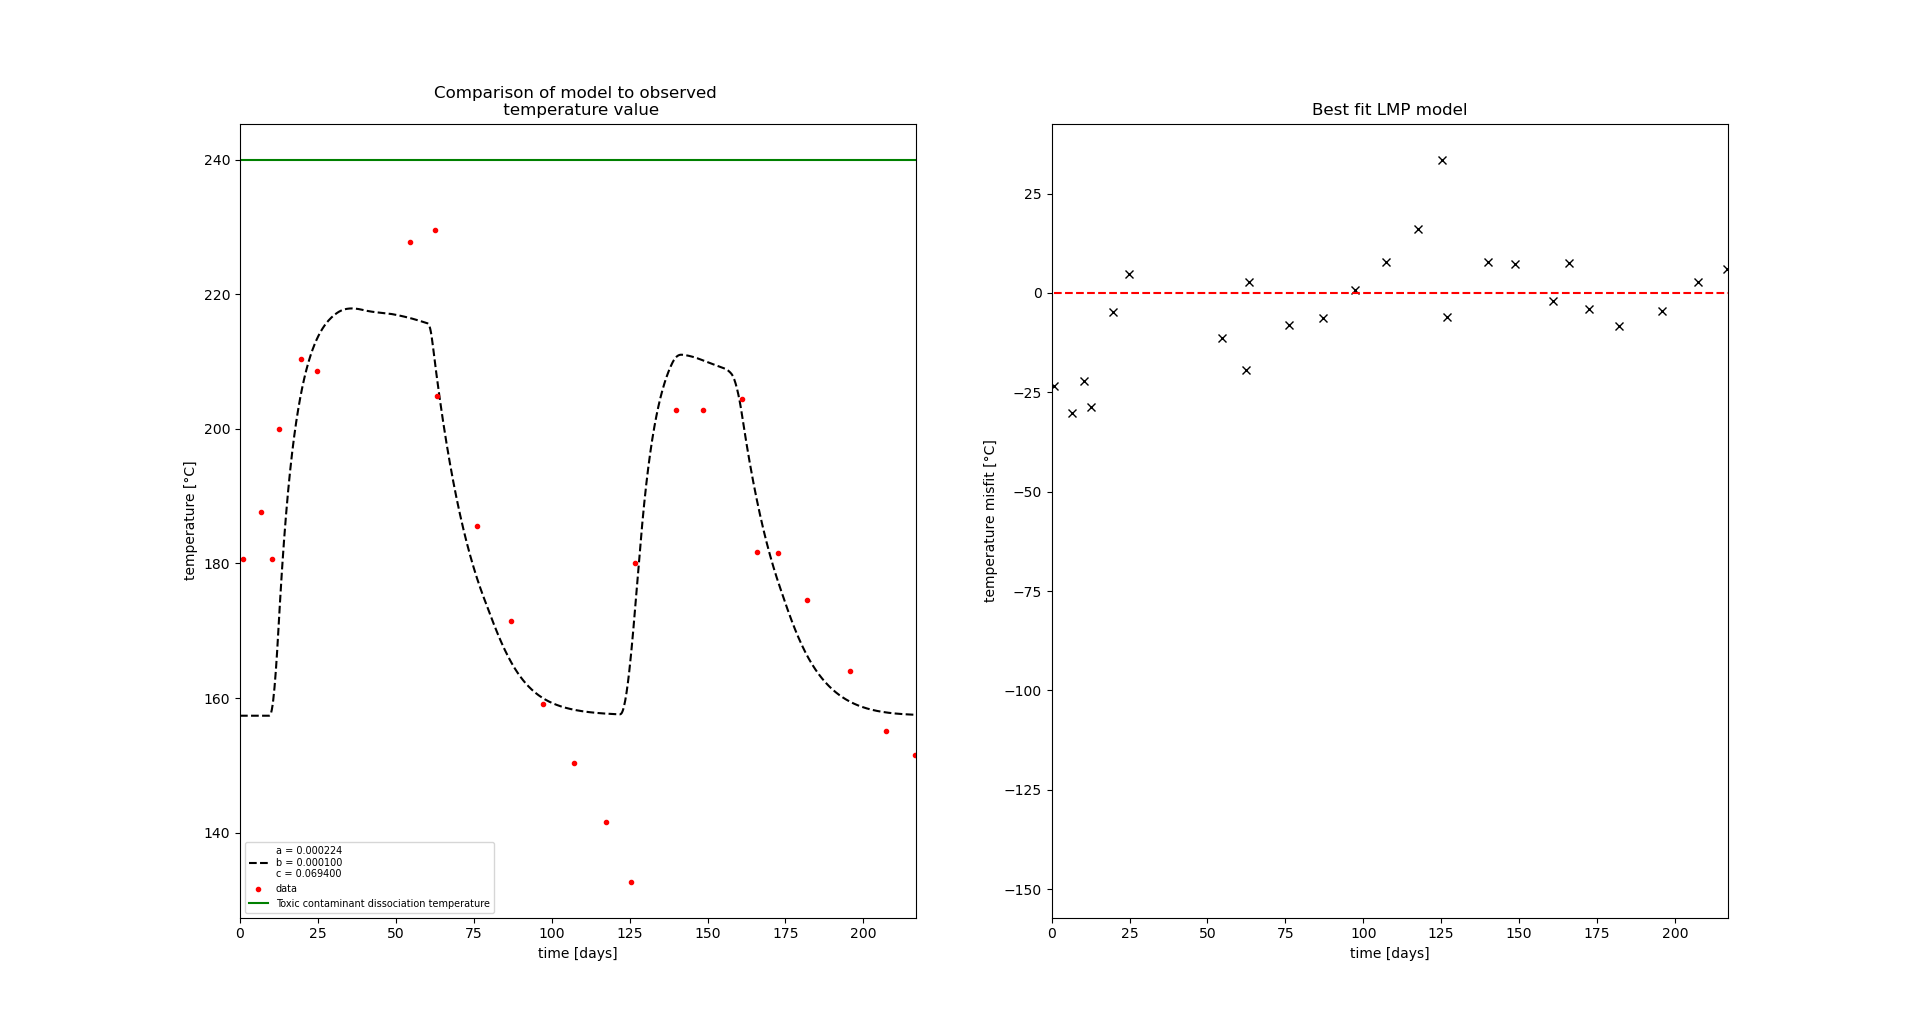 Comparison of model to observed
temperature value
temperature [°C]
240
220
200
180
160
140
a = 0.000224
b = 0.000100
c = 0.069400
data
Toxic contaminant dissociation temperature
0 25 50 75 100 125 150 175 200
time [days]
Best fit LMP model
temperature misfit [°C]
25
0
−25
−50
−75
−100
−125
−150
0 25 50 75 100 125 150 175 200
time [days]